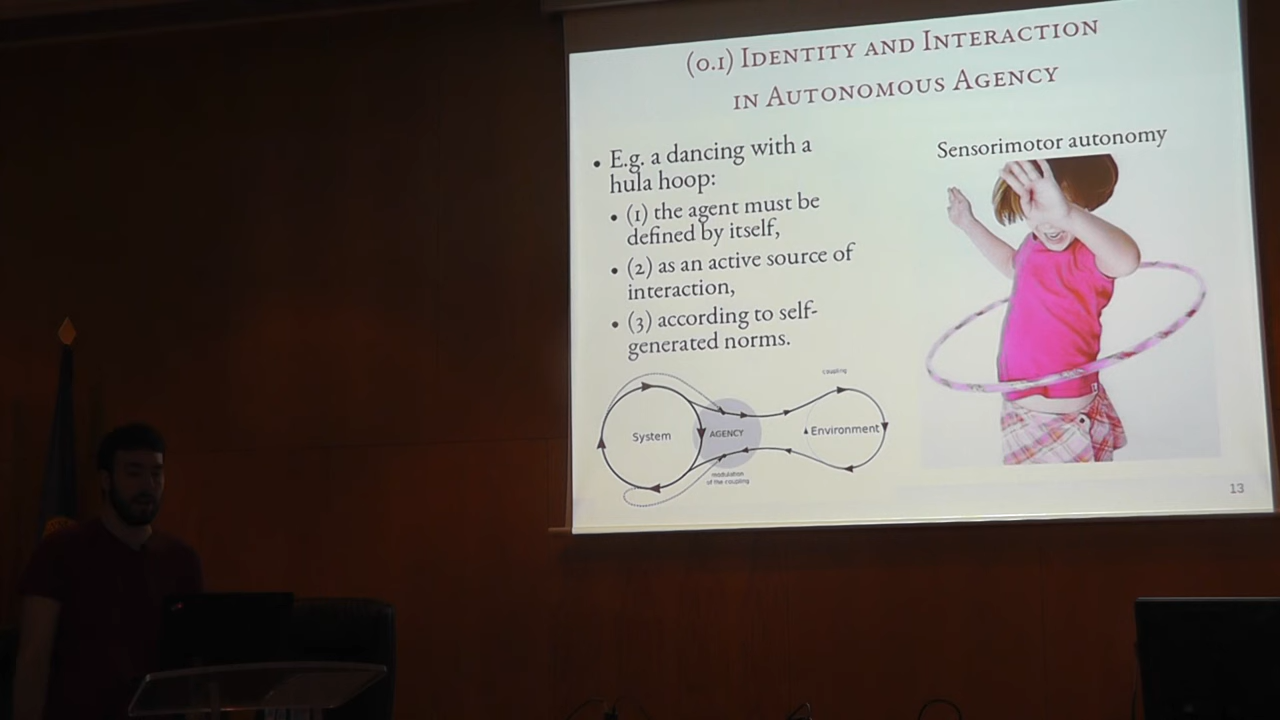 (0.1) Identity and Interaction
in Autonomous Agency
• E.g. a dancing with a
hula hoop:
• (1) the agent must be
defined by itself,
• (2) as an active source of
interaction,
• (3) according to self-
generated norms.
Sensorimotor autonomy
coupling
System
AGENCY
Environment
modulation
of the coupling
13